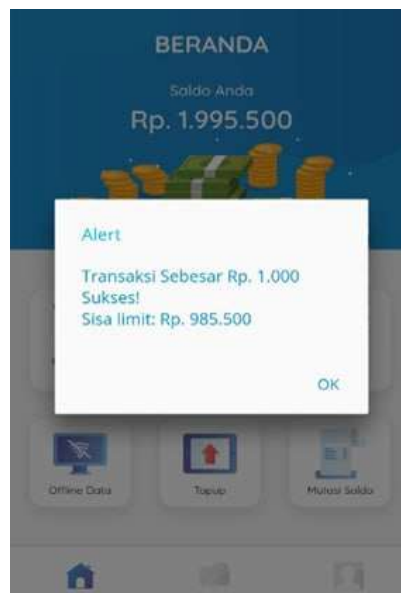 BERANDA
Saldo Anda
Rp. 1.995.500
Alert
Transaksi Sebesar Rp. 1.000
Sukses!
Sisa limit: Rp. 985.500
OK
Offline Data
Topup
Mutasi Saldo